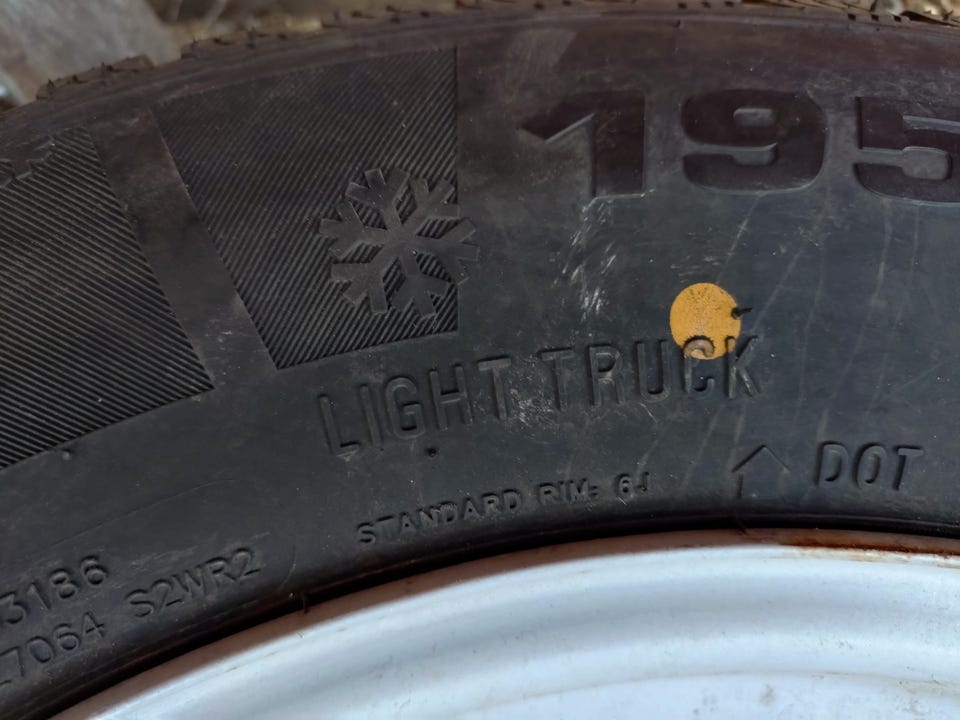 195
LIGHT TRUCK
STANDARD RIM: 6J
DOT
3186
7064 S2WR2